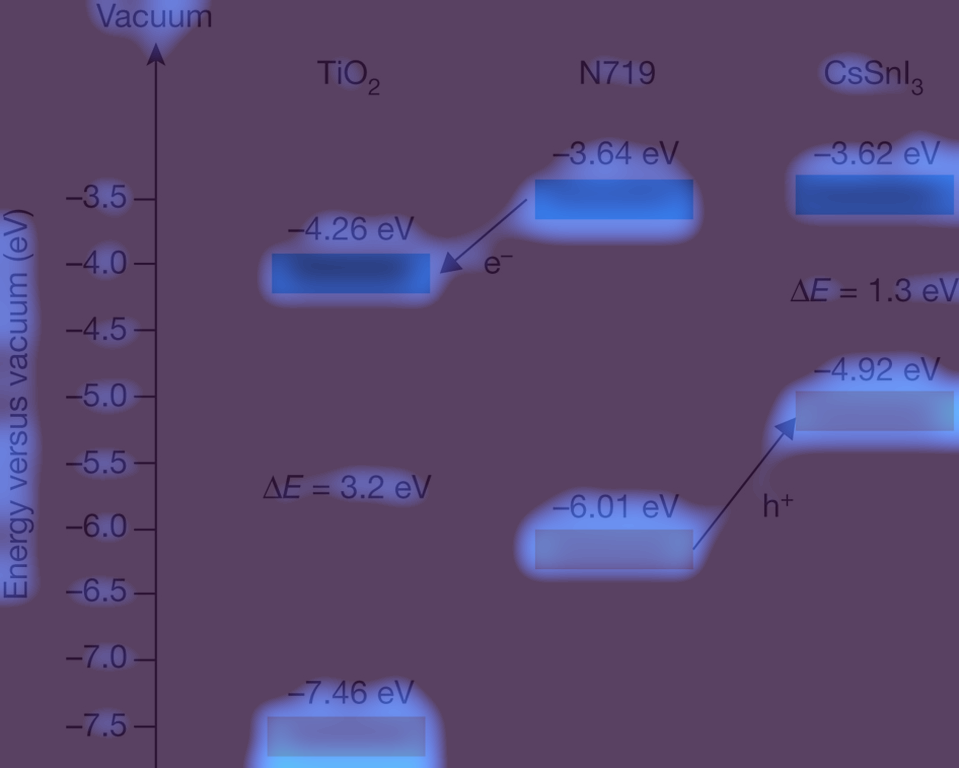 Vacuum
TiO₂
N719
CsSnI₃
–3.64 eV
–3.62 eV
–3.5
–4.26 eV
–4.0
e⁻
ΔE = 1.3 eV
–4.5
–4.92 eV
–5.0
–5.5
ΔE = 3.2 eV
–6.01 eV
h⁺
–6.0
–6.5
–7.0
–7.46 eV
–7.5
Energy versus vacuum (eV)